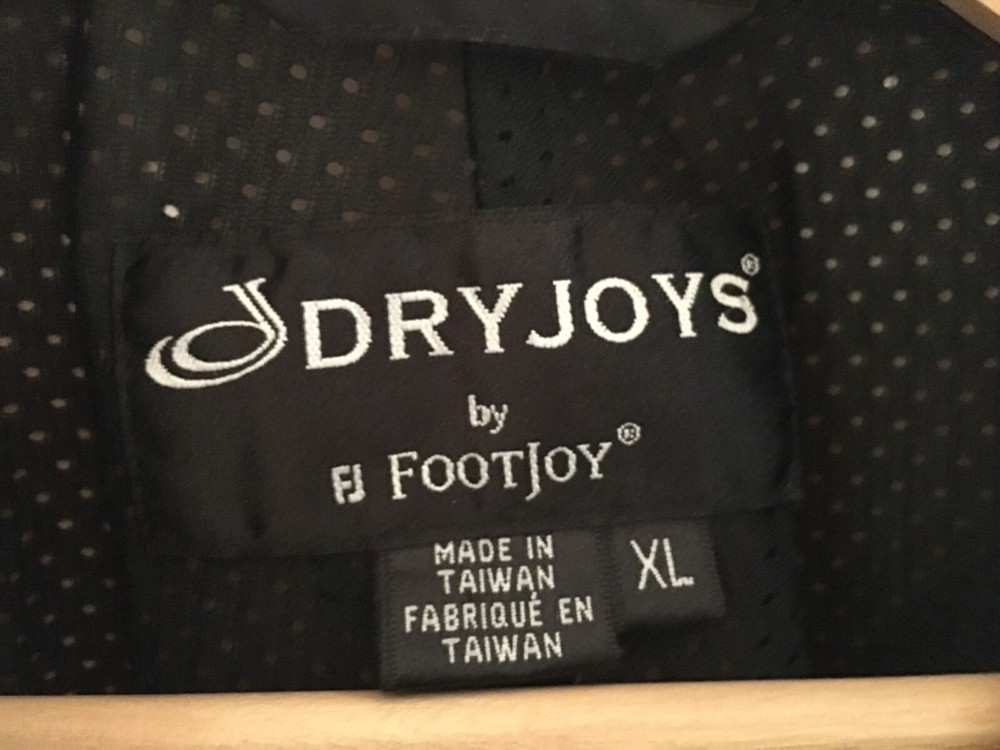 DRYJOYS®
by
FJ FOOTJOY®
MADE IN
TAIWAN
FABRIQUÉ EN
TAIWAN
XL